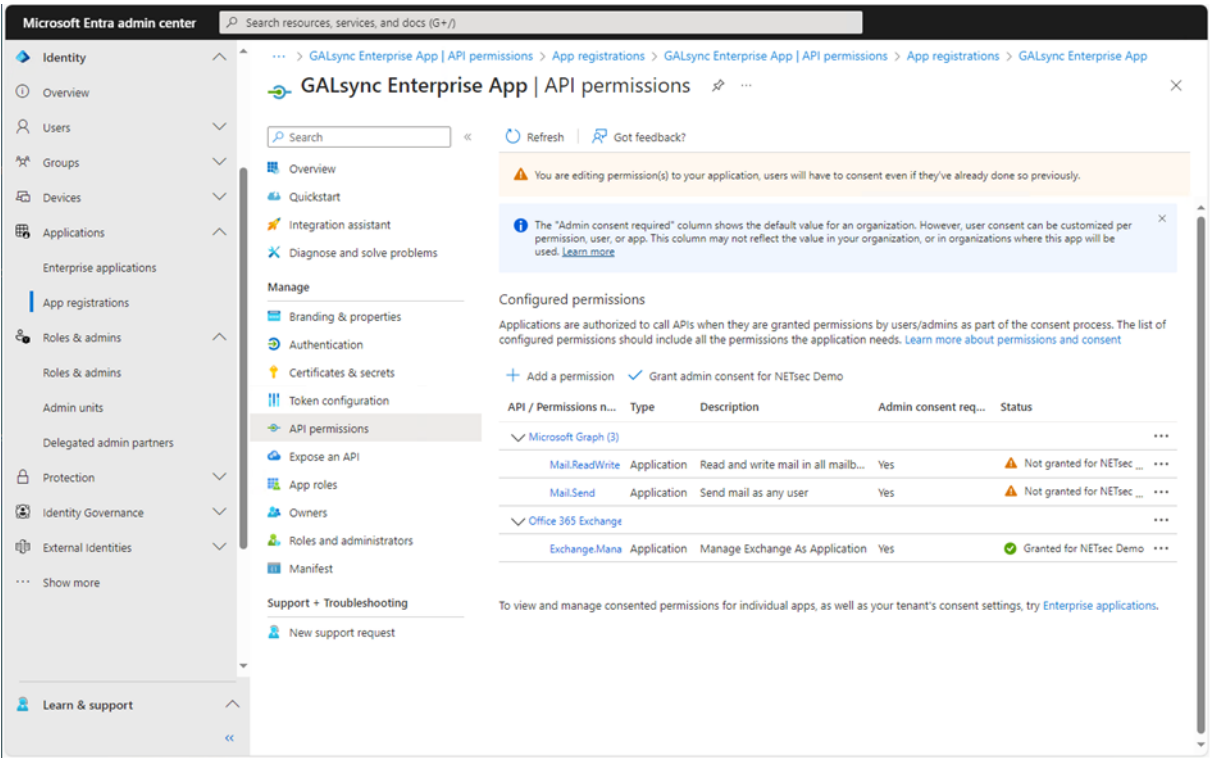 Microsoft Entra admin center
Search resources, services, and docs (G+/)
Identity
Overview
Users
Groups
Devices
Applications
Enterprise applications
App registrations
Roles & admins
Roles & admins
Admin units
Delegated admin partners
Protection
Identity Governance
External Identities
Show more
Learn & support
... > GALsync Enterprise App | API permissions > App registrations > GALsync Enterprise App | API permissions > App registrations > GALsync Enterprise App
GALsync Enterprise App | API permissions
Search
Overview
Quickstart
Integration assistant
Diagnose and solve problems
Manage
Branding & properties
Authentication
Certificates & secrets
Token configuration
API permissions
Expose an API
App roles
Owners
Roles and administrators
Manifest
Support + Troubleshooting
New support request
Refresh Got feedback?
You are editing permission(s) to your application, users will have to consent even if they've already done so previously.
The "Admin consent required" column shows the default value for an organization. However, user consent can be customized per
permission, user, or app. This column may not reflect the value in your organization, or in organizations where this app will be
used. Learn more
Configured permissions
Applications are authorized to call APIs when they are granted permissions by users/admins as part of the consent process. The list of
configured permissions should include all the permissions the application needs. Learn more about permissions and consent
Add a permission Grant admin consent for NETsec Demo
API / Permissions n... Type Description Admin consent req... Status
Microsoft Graph (3) ...
Mail.ReadWrite Application Read and write mail in all mailb... Yes Not granted for NETsec ... ...
Mail.Send Application Send mail as any user Yes Not granted for NETsec ... ...
Office 365 Exchange ...
Exchange.Mana Application Manage Exchange As Application Yes Granted for NETsec Demo ...
To view and manage consented permissions for individual apps, as well as your tenant's consent settings, try Enterprise applications.